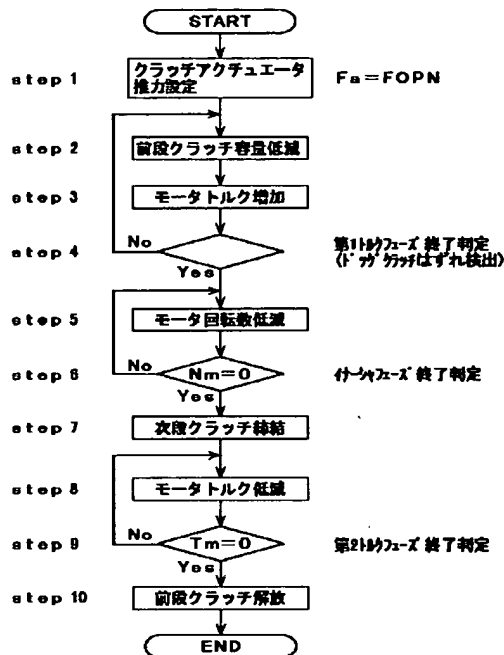 START
step 1
クラッチアクチュエータ
推力設定
Fa=FOPN
step 2
前段クラッチ容量低減
step 3
モータトルク増加
No
step 4
第1トルクフェーズ 終了判定
(ドッグクラッチはずれ検出)
Yes
step 5
モータ回転数低減
No
step 6
Nm=0
イナーシャフェーズ 終了判定
Yes
step 7
次段クラッチ締結
step 8
モータトルク低減
No
step 9
Tm=0
第2トルクフェーズ 終了判定
Yes
step 10
前段クラッチ解放
END